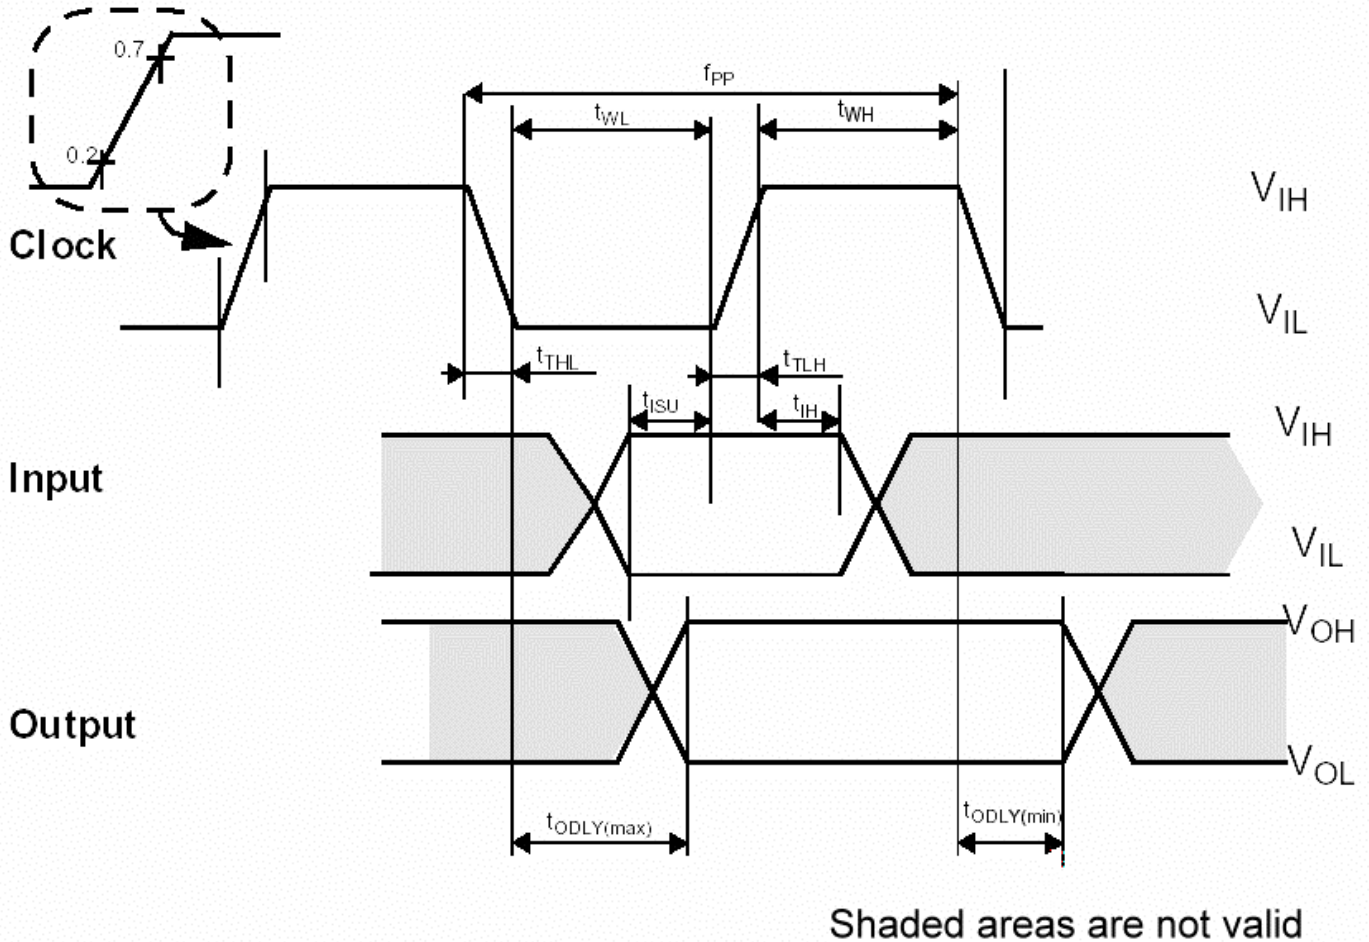 0.7
0.2
fPP
tWL
tWH
VIH
Clock
VIL
tTHL
tTLH
tISU
tIH
VIH
Input
VIL
VOH
Output
VOL
tODLY(max)
tODLY(min)
Shaded areas are not valid